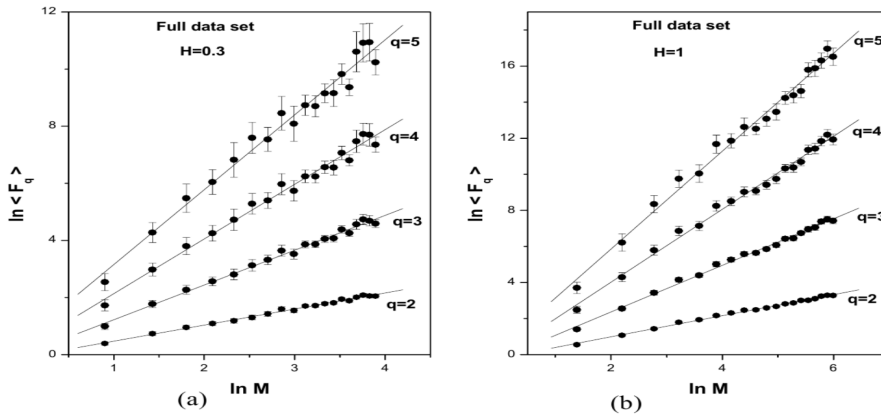 Full data set
H=0.3
q=5
q=4
q=3
q=2
12
8
4
0
ln < F_q >
1
2
3
4
ln M
(a)
Full data set
H=1
q=5
q=4
q=3
q=2
16
12
8
4
0
ln < F_q >
2
4
6
ln M
(b)